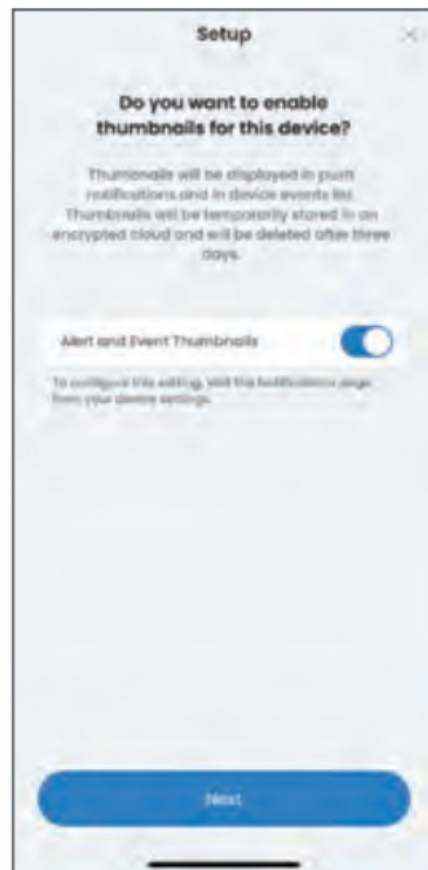 Setup
Do you want to enable
thumbnails for this device?
Thumbnails will be displayed in push
notifications and in device events list.
Thumbnails will be temporarily stored in an
encrypted cloud and will be deleted after three
days.
Alert and Event Thumbnails
To configure this setting, visit the Notifications page
from your device settings.
Next